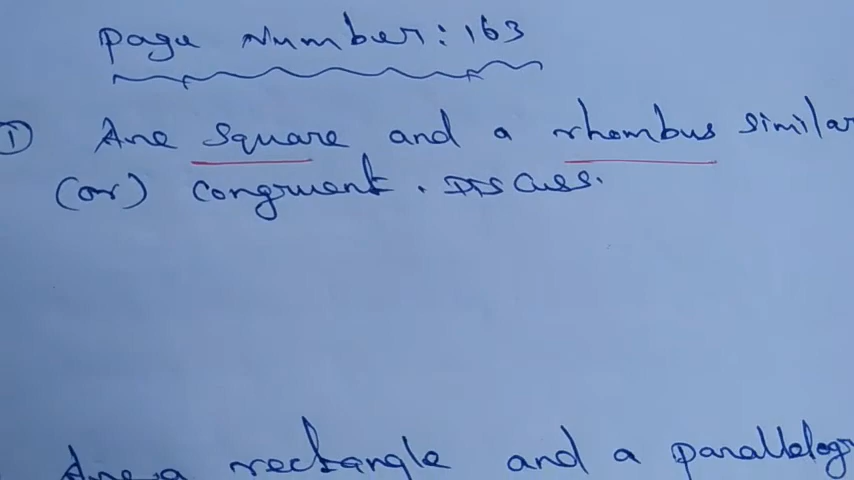 Page Number: 163
① Are Square and a rhombus similar
(or) Congruent. Discuss.
Are a rectangle and a parallelogr